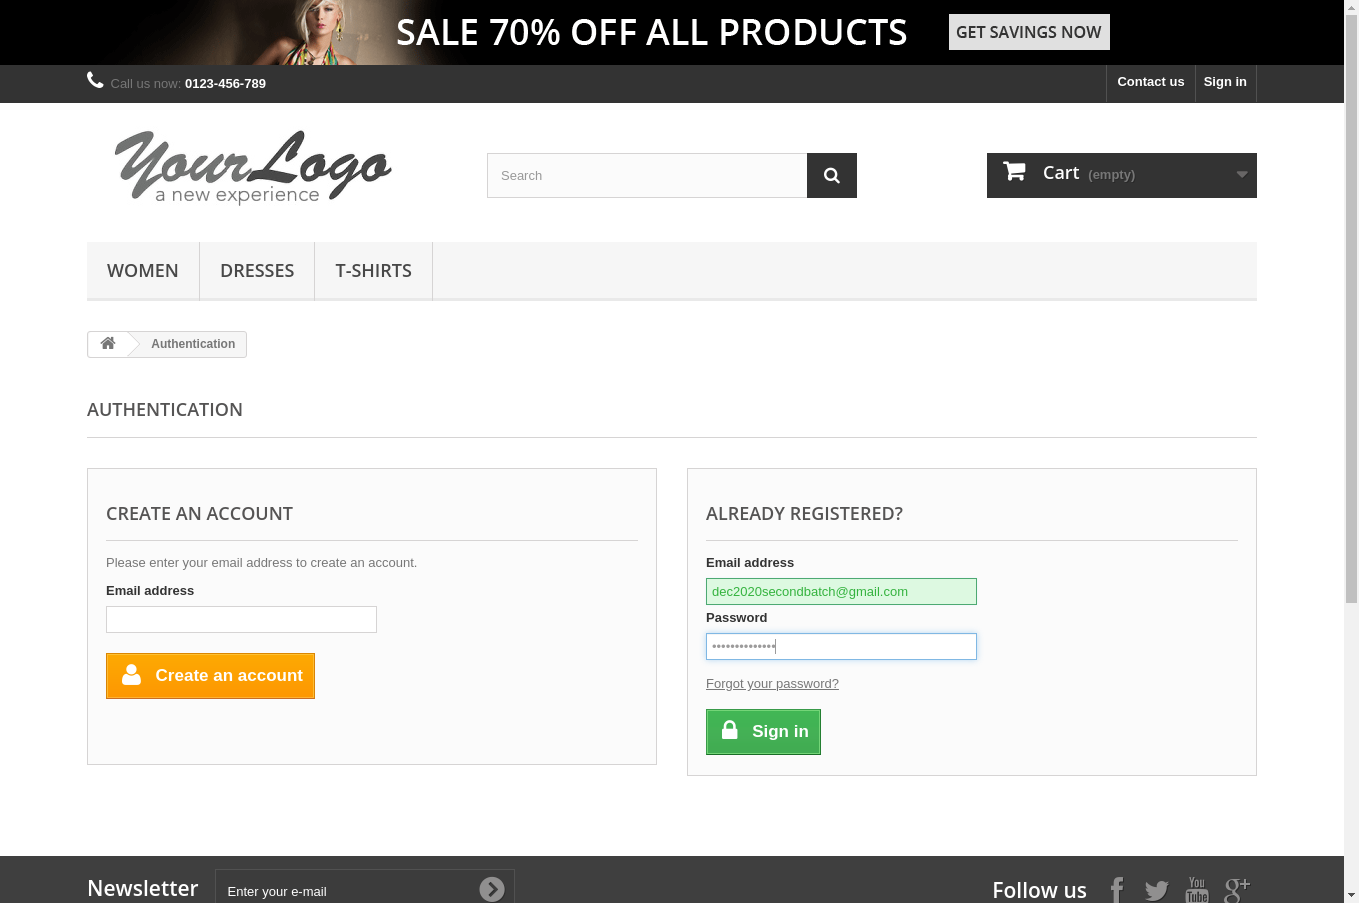 SALE 70% OFF ALL PRODUCTS GET SAVINGS NOW
Call us now: 0123-456-789 Contact us Sign in
Your Logo
a new experience
Search
Cart (empty)
WOMEN DRESSES T-SHIRTS
Authentication
AUTHENTICATION
CREATE AN ACCOUNT
Please enter your email address to create an account.
Email address
Create an account
ALREADY REGISTERED?
Email address
dec2020secondbatch@gmail.com
Password
••••••••••••••
Forgot your password?
Sign in
Newsletter Enter your e-mail
Follow us
You
Tube
g+